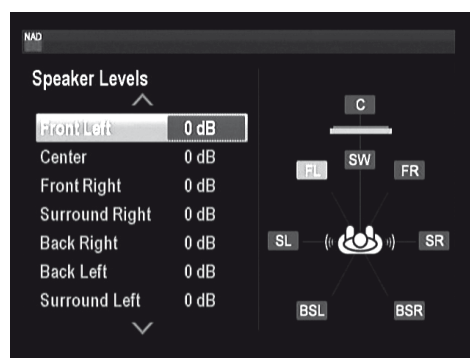 NAD
Speaker Levels
Front Left 0 dB
Center 0 dB
Front Right 0 dB
Surround Right 0 dB
Back Right 0 dB
Back Left 0 dB
Surround Left 0 dB
C
FL SW FR
SL SR
BSL BSR